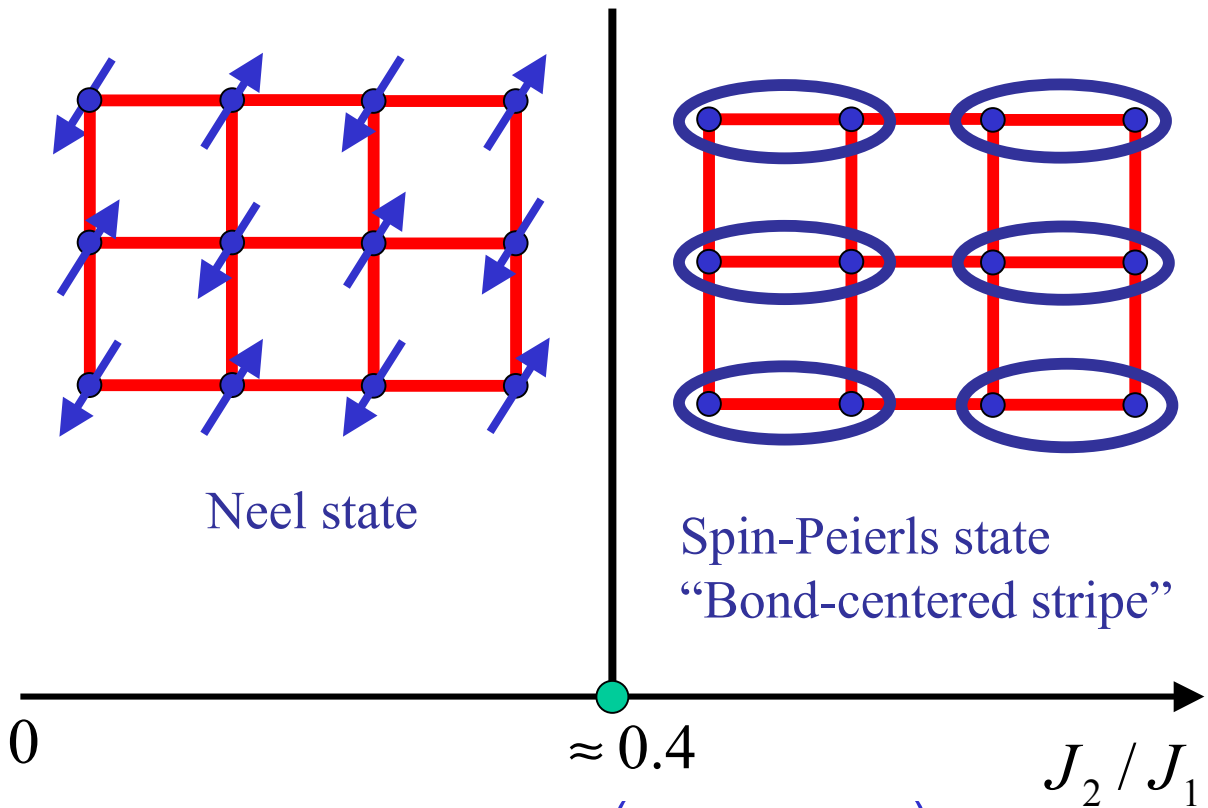 Neel state
Spin-Peierls state
“Bond-centered stripe”
0
≈ 0.4
J₂ / J₁